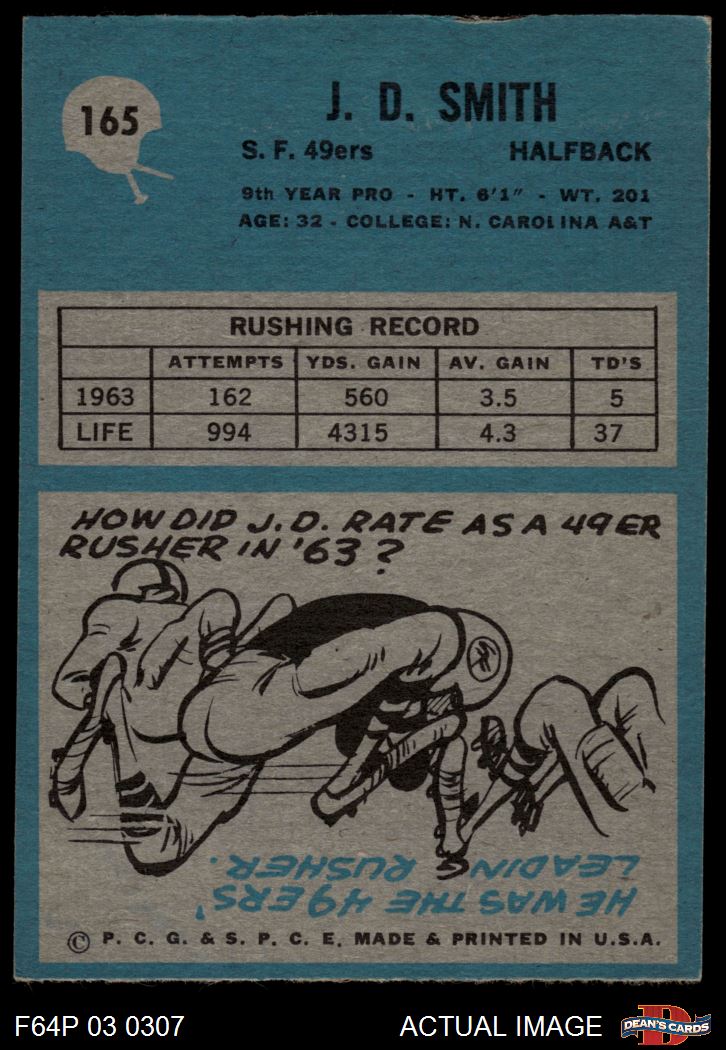 165
J. D. SMITH
S. F. 49ers HALFBACK
9th YEAR PRO - HT. 6'1" - WT. 201
AGE: 32 - COLLEGE: N. CAROLINA A&T
RUSHING RECORD
ATTEMPTS YDS. GAIN AV. GAIN TD'S
1963 162 560 3.5 5
LIFE 994 4315 4.3 37
HOW DID J. D. RATE AS A 49ER
RUSHER IN '63?
HE WAS THE 49ERS'
LEADING RUSHER.
© P. C. G. & S. P. C. E. MADE & PRINTED IN U.S.A.
F64P 03 0307 ACTUAL IMAGE
D
DEAN'S CARDS